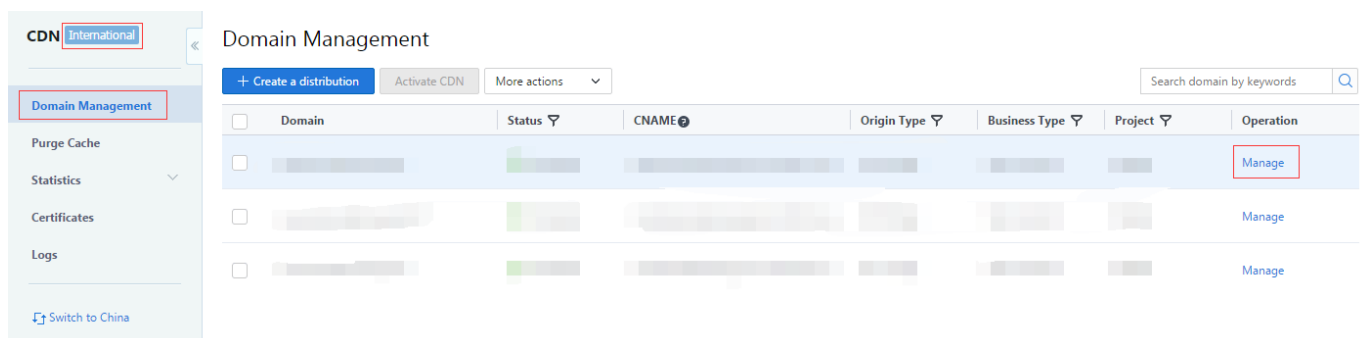 CDN International
Domain Management
Purge Cache
Statistics
Certificates
Logs
Switch to China
Domain Management
+ Create a distribution Activate CDN More actions Search domain by keywords
Domain Status CNAME Origin Type Business Type Project Operation
Manage
Manage
Manage